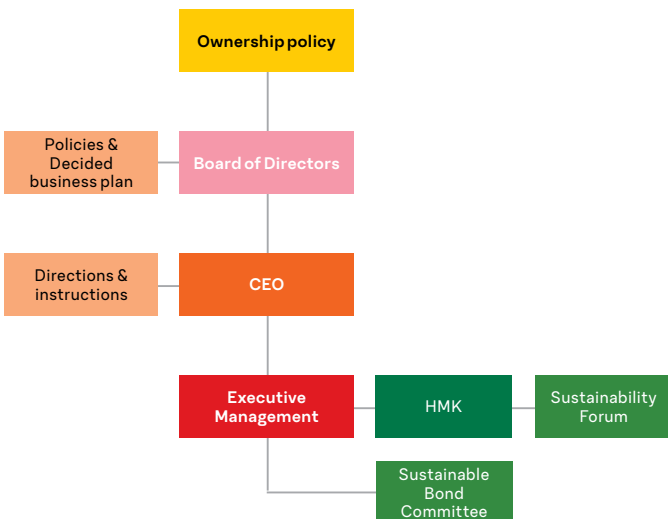 Ownership policy
Policies &
Decided
business plan
Board of Directors
Directions &
instructions
CEO
Executive
Management
HMK
Sustainability
Forum
Sustainable
Bond
Committee